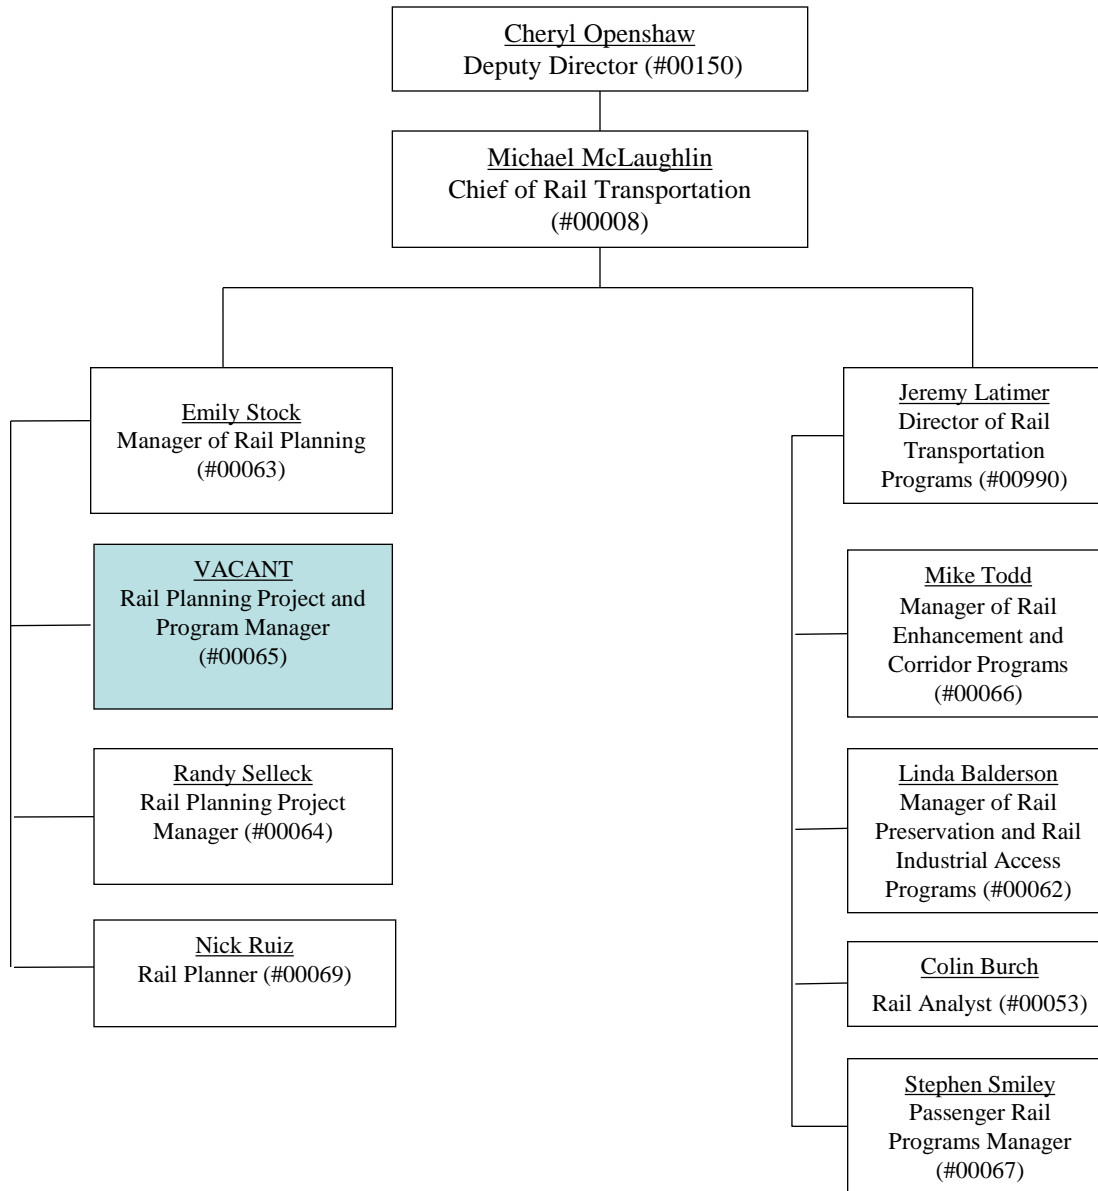 Cheryl Openshaw
Deputy Director (#00150)
Michael McLaughlin
Chief of Rail Transportation
(#00008)
Emily Stock
Manager of Rail Planning
(#00063)
VACANT
Rail Planning Project and
Program Manager
(#00065)
Randy Selleck
Rail Planning Project
Manager (#00064)
Nick Ruiz
Rail Planner (#00069)
Jeremy Latimer
Director of Rail
Transportation
Programs (#00990)
Mike Todd
Manager of Rail
Enhancement and
Corridor Programs
(#00066)
Linda Balderson
Manager of Rail
Preservation and Rail
Industrial Access
Programs (#00062)
Colin Burch
Rail Analyst (#00053)
Stephen Smiley
Passenger Rail
Programs Manager
(#00067)